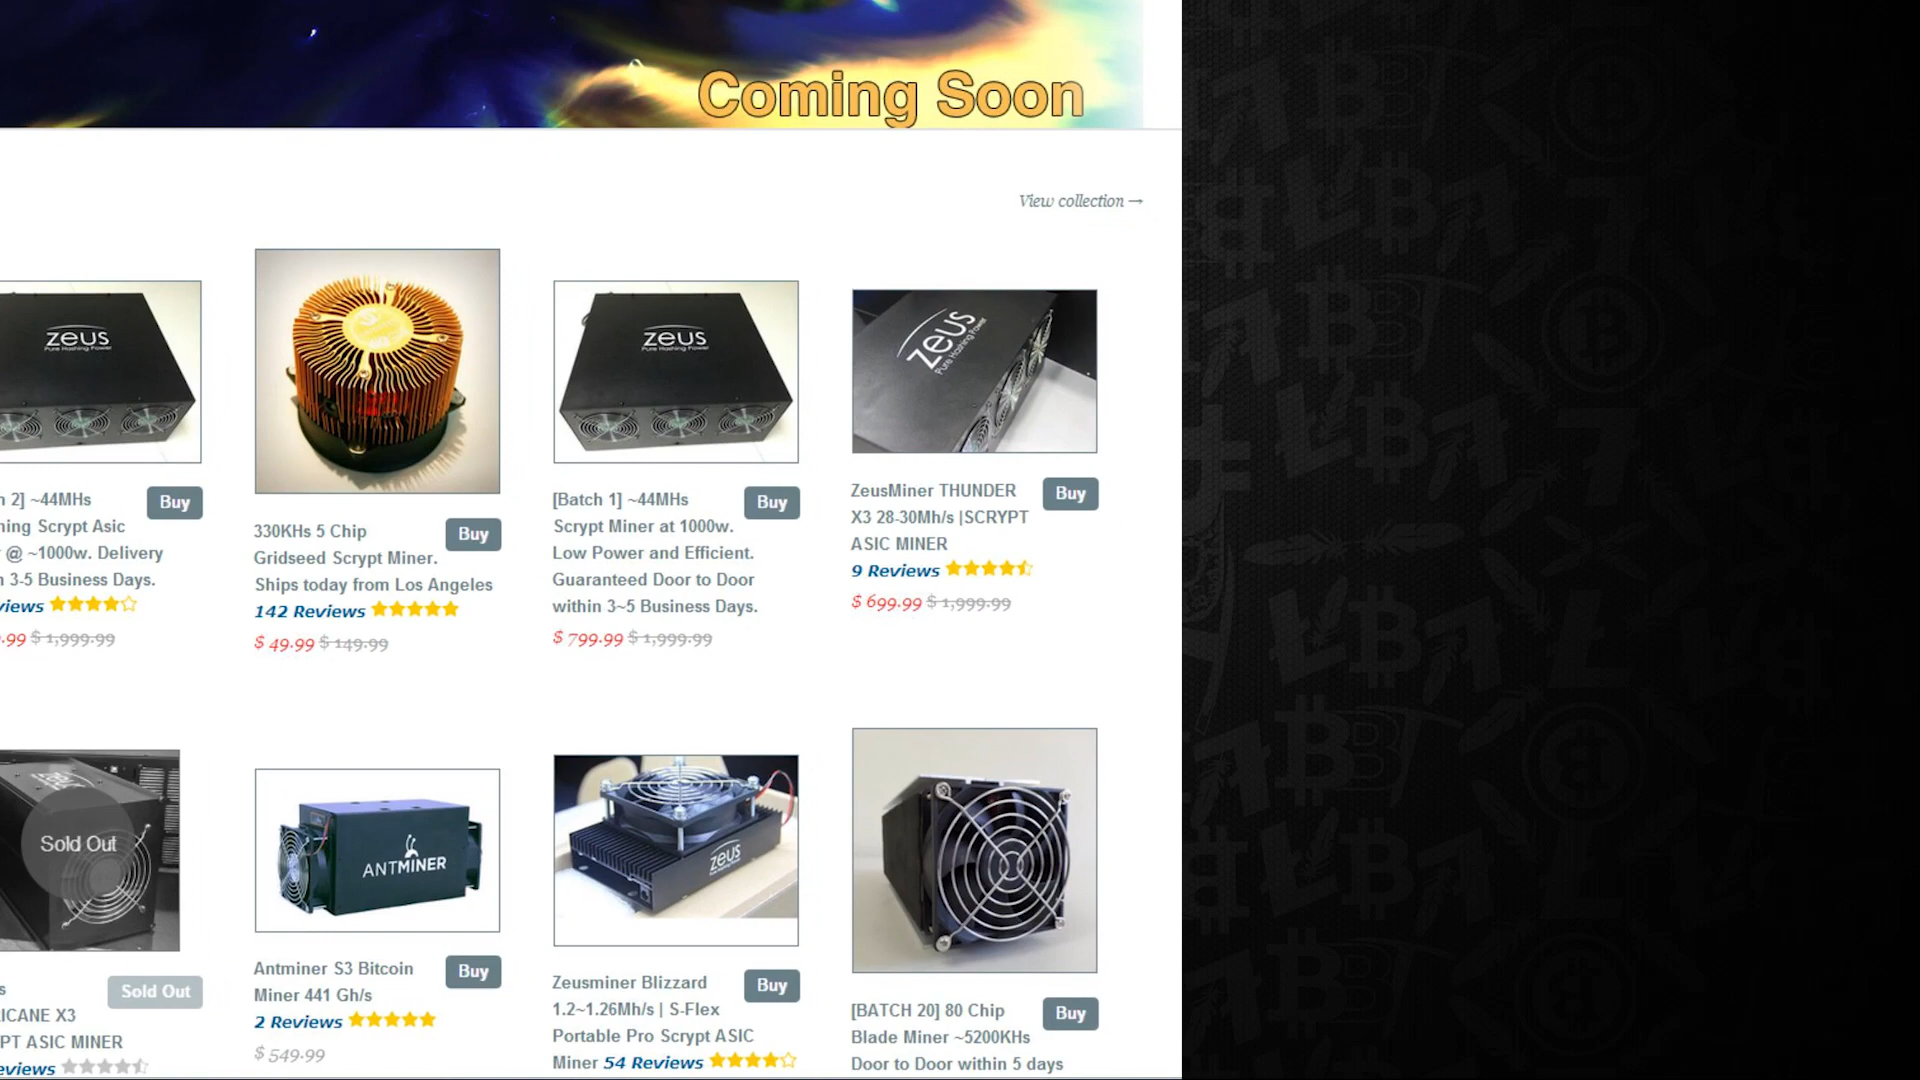 Coming Soon
View collection →
zeus
Pure Hashing Power
zeus
Pure Hashing Power
zeus
Pure Hashing Power
2] ~44MHs
Scrypt Asic
@ ~1000w. Delivery
3-5 Business Days.
Buy
.99 $ 1,999.99
330KHs 5 Chip
Gridseed Scrypt Miner.
Ships today from Los Angeles
142 Reviews
$ 49.99 $ 149.99
Buy
[Batch 1] ~44MHs
Scrypt Miner at 1000w.
Low Power and Efficient.
Guaranteed Door to Door
within 3~5 Business Days.
$ 799.99 $ 1,999.99
Buy
ZeusMiner THUNDER
X3 28-30Mh/s |SCRYPT
ASIC MINER
9 Reviews
$ 699.99 $ 1,999.99
Buy
Sold Out
Sold Out
X3
ASIC MINER
ANTMINER
Antminer S3 Bitcoin
Miner 441 Gh/s
2 Reviews
$ 549.99
Buy
zeus
Zeusminer Blizzard
1.2~1.26Mh/s | S-Flex
Portable Pro Scrypt ASIC
Miner 54 Reviews
Buy
[BATCH 20] 80 Chip
Blade Miner ~5200KHs
Door to Door within 5 days
Buy